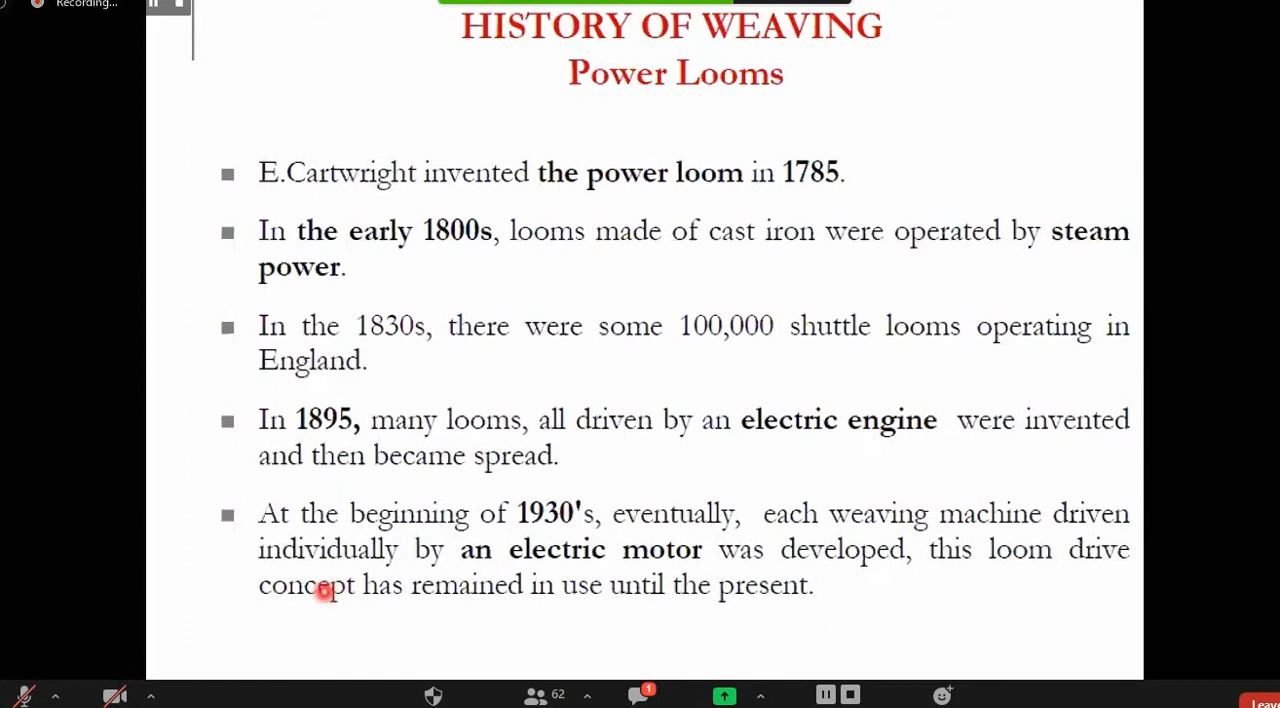 Recording...
HISTORY OF WEAVING
Power Looms
E.Cartwright invented the power loom in 1785.
In the early 1800s, looms made of cast iron were operated by steam
power.
In the 1830s, there were some 100,000 shuttle looms operating in
England.
In 1895, many looms, all driven by an electric engine were invented
and then became spread.
At the beginning of 1930's, eventually, each weaving machine driven
individually by an electric motor was developed, this loom drive
concept has remained in use until the present.
62
1